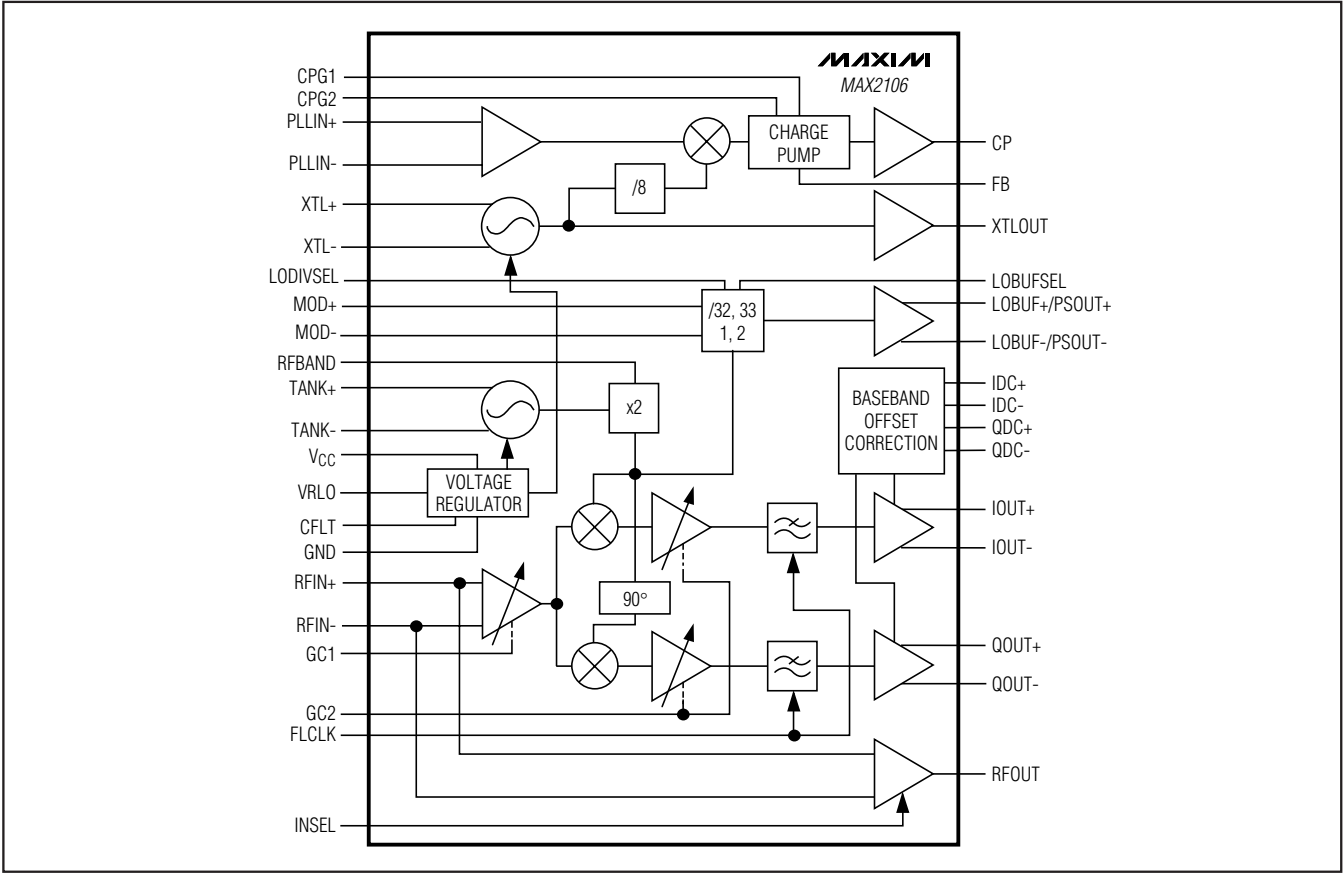 MAXIM
MAX2106
CPG1
CPG2
PLLIN+
PLLIN-
XTL+
XTL-
LODIVSEL
MOD+
MOD-
RFBAND
TANK+
TANK-
VCC
VRLO
CFLT
GND
RFIN+
RFIN-
GC1
GC2
FLCLK
INSEL
CHARGE
PUMP
/8
/32, 33
1, 2
x2
VOLTAGE
REGULATOR
90°
BASEBAND
OFFSET
CORRECTION
CP
FB
XTLOUT
LOBUFSEL
LOBUF+/PSOUT+
LOBUF-/PSOUT-
IDC+
IDC-
QDC+
QDC-
IOUT+
IOUT-
QOUT+
QOUT-
RFOUT